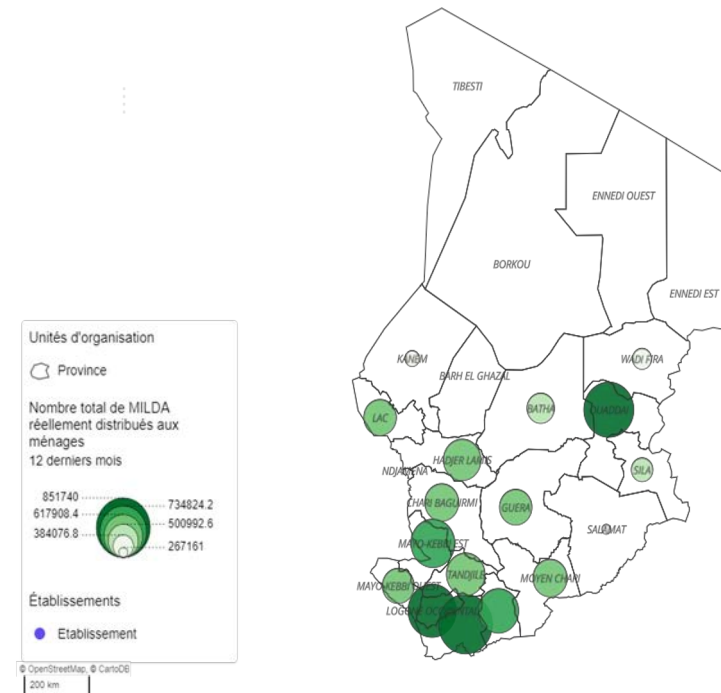 TIBESTI
ENNEDI OUEST
BORKOU
ENNEDI EST
KANEM
WADI FIRA
BARH EL GHAZAL
LAC
BATHA
OUADDAI
HADJER LAMIS
NDJAMENA
SILA
CHARI BAGUIRMI
GUERA
SALAMAT
MAYO-KEBBI EST
TANDJILE
MOYEN CHARI
MAYO-KEBBI OUEST
LOGONE OCCIDENTAL
Unités d'organisation
Province
Nombre total de MILDA
réellement distribués aux
ménages
12 derniers mois
851740
734824.2
617908.4
500992.6
384076.8
267161
Établissements
Etablissement
© OpenStreetMap, © CartoDB
200 km